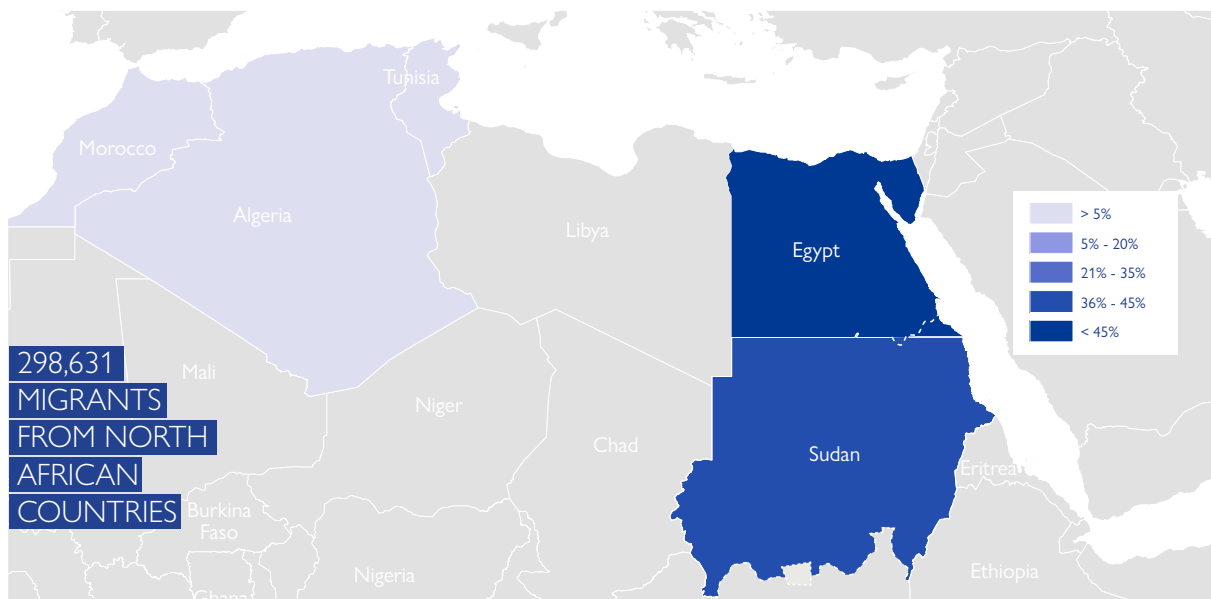 Tunisia
Morocco
Algeria
Libya
Egypt
> 5%
5% - 20%
21% - 35%
36% - 45%
< 45%
298,631
MIGRANTS
FROM NORTH
AFRICAN
COUNTRIES
Mali
Niger
Chad
Sudan
Eritrea
Burkina
Faso
Nigeria
Ethiopia
Ghana